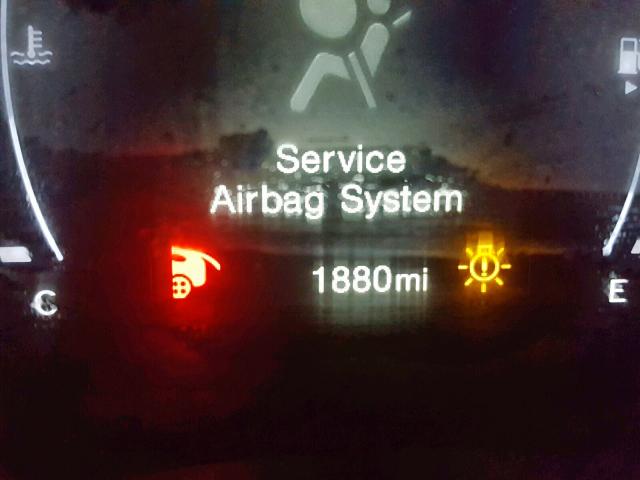 Service
Airbag System
1880mi
C
E